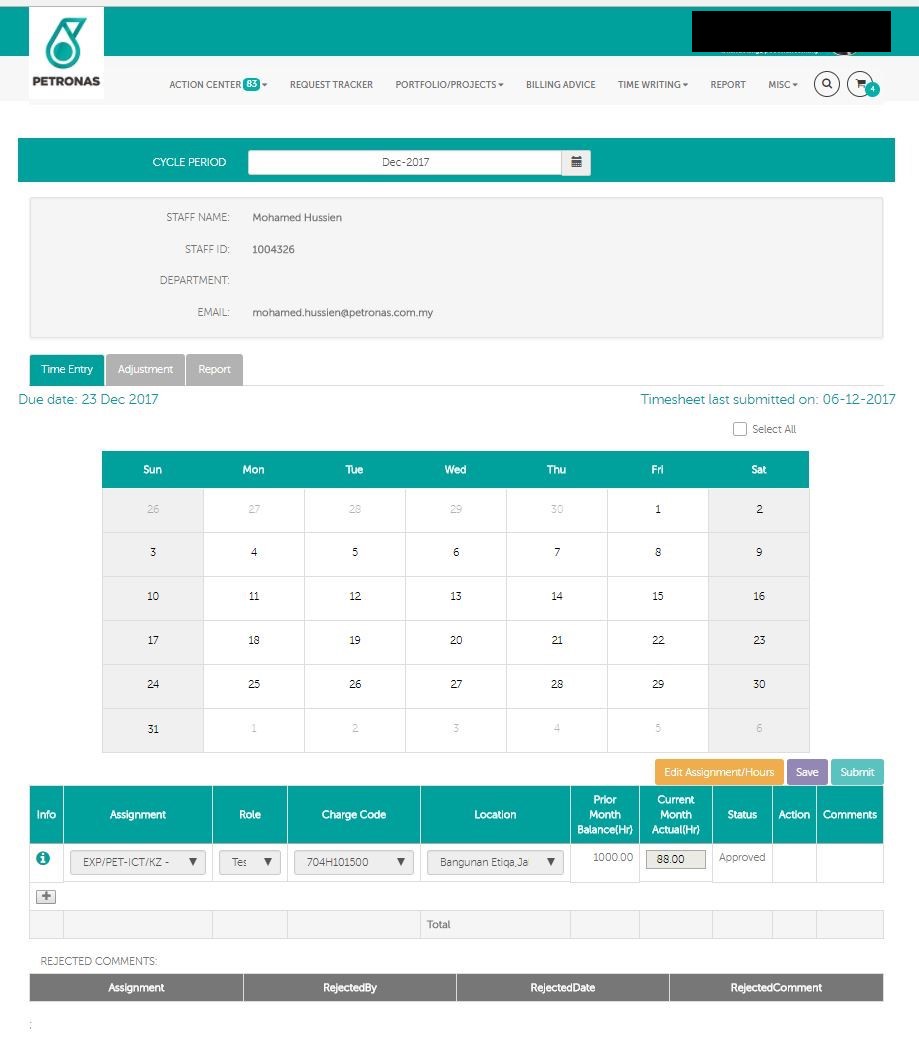 PETRONAS
ACTION CENTER 83 REQUEST TRACKER PORTFOLIO/PROJECTS BILLING ADVICE TIME WRITING REPORT MISC 4
CYCLE PERIOD Dec-2017
STAFF NAME: Mohamed Hussien
STAFF ID: 1004326
DEPARTMENT:
EMAIL: mohamed.hussien@petronas.com.my
Time Entry Adjustment Report
Due date: 23 Dec 2017 Timesheet last submitted on: 06-12-2017
Select All
Sun Mon Tue Wed Thu Fri Sat
26 27 28 29 30 1 2
3 4 5 6 7 8 9
10 11 12 13 14 15 16
17 18 19 20 21 22 23
24 25 26 27 28 29 30
31 1 2 3 4 5 6
Edit Assignment/Hours Save Submit
Info Assignment Role Charge Code Location Prior Month Balance(Hr) Current Month Actual(Hr) Status Action Comments
EXP/PET-ICT/KZ - Tes 704H101500 Bangunan Etiqa,Ja 1000.00 88.00 Approved
Total
REJECTED COMMENTS:
Assignment RejectedBy RejectedDate RejectedComment
;